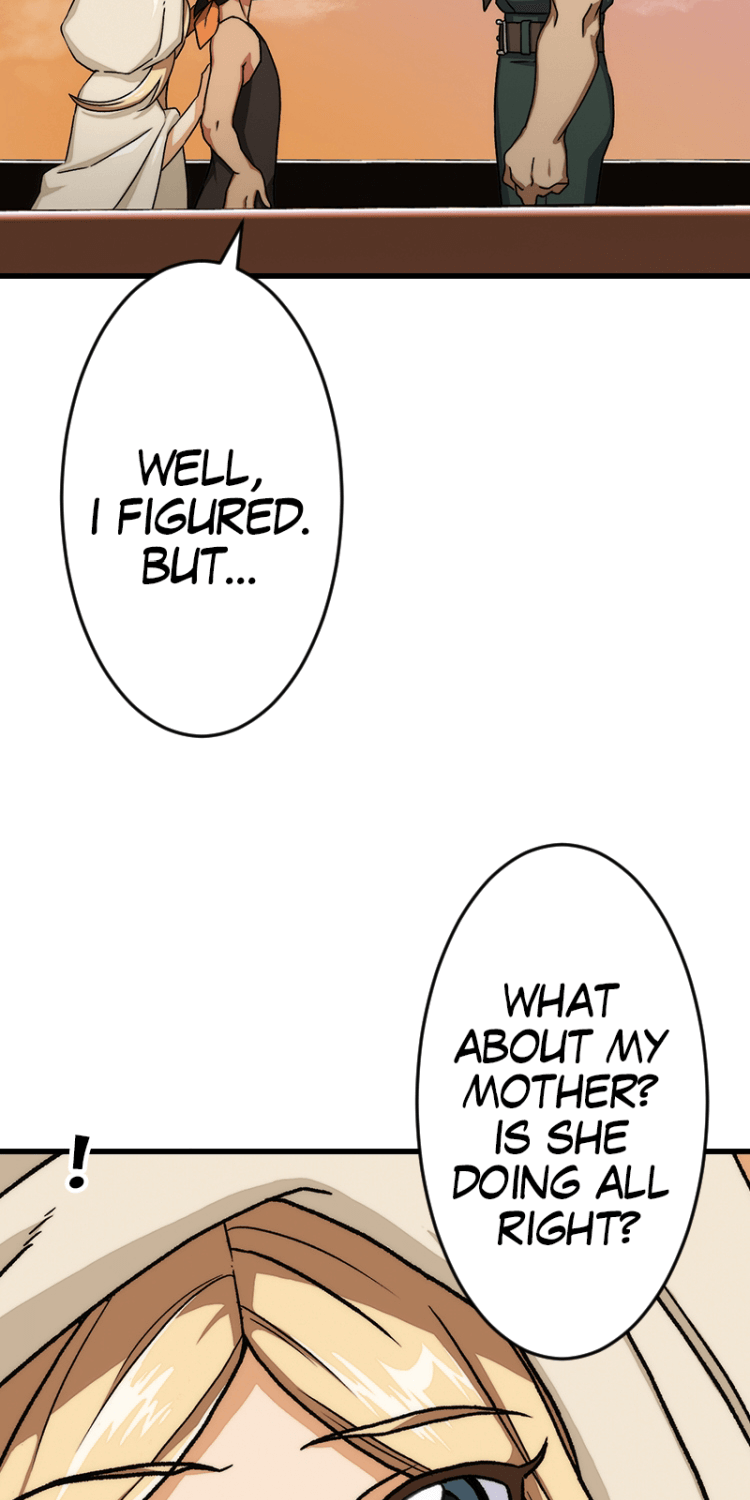 WELL,
I FIGURED.
BUT...
WHAT
ABOUT MY
MOTHER?
IS SHE
DOING ALL
RIGHT?
!